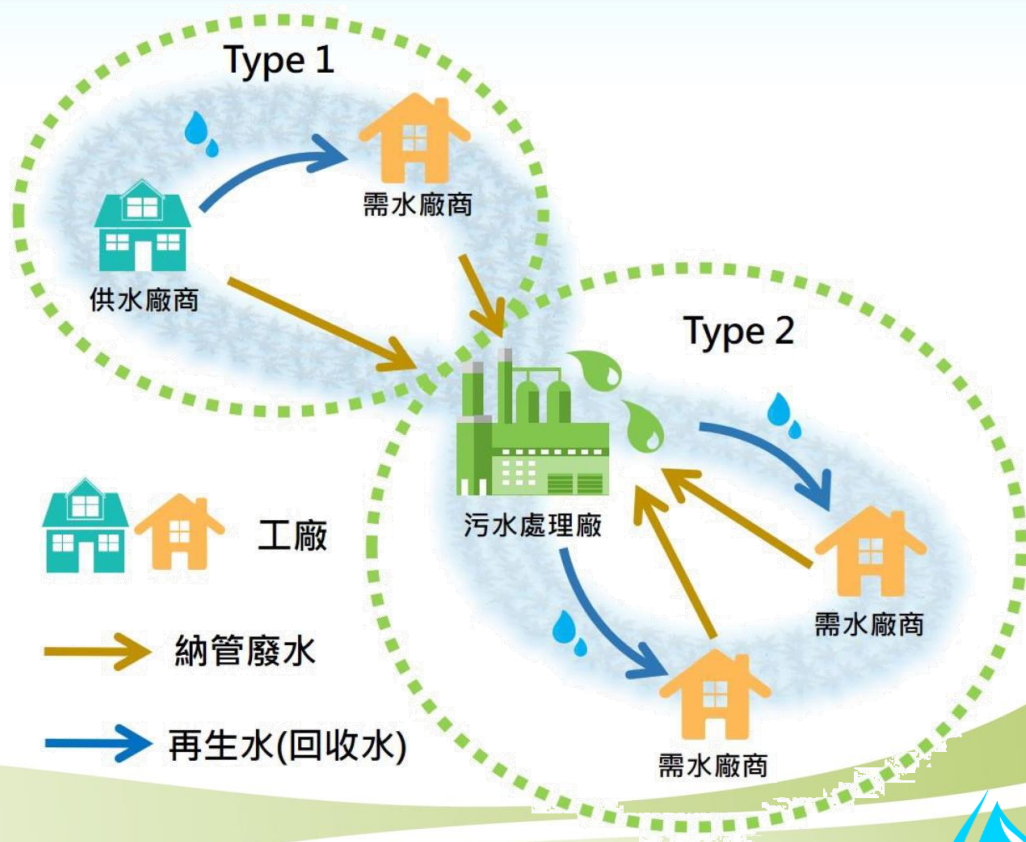 Type 1
需水廠商
供水廠商
Type 2
污水處理廠
需水廠商
需水廠商
工廠
納管廢水
再生水(回收水)